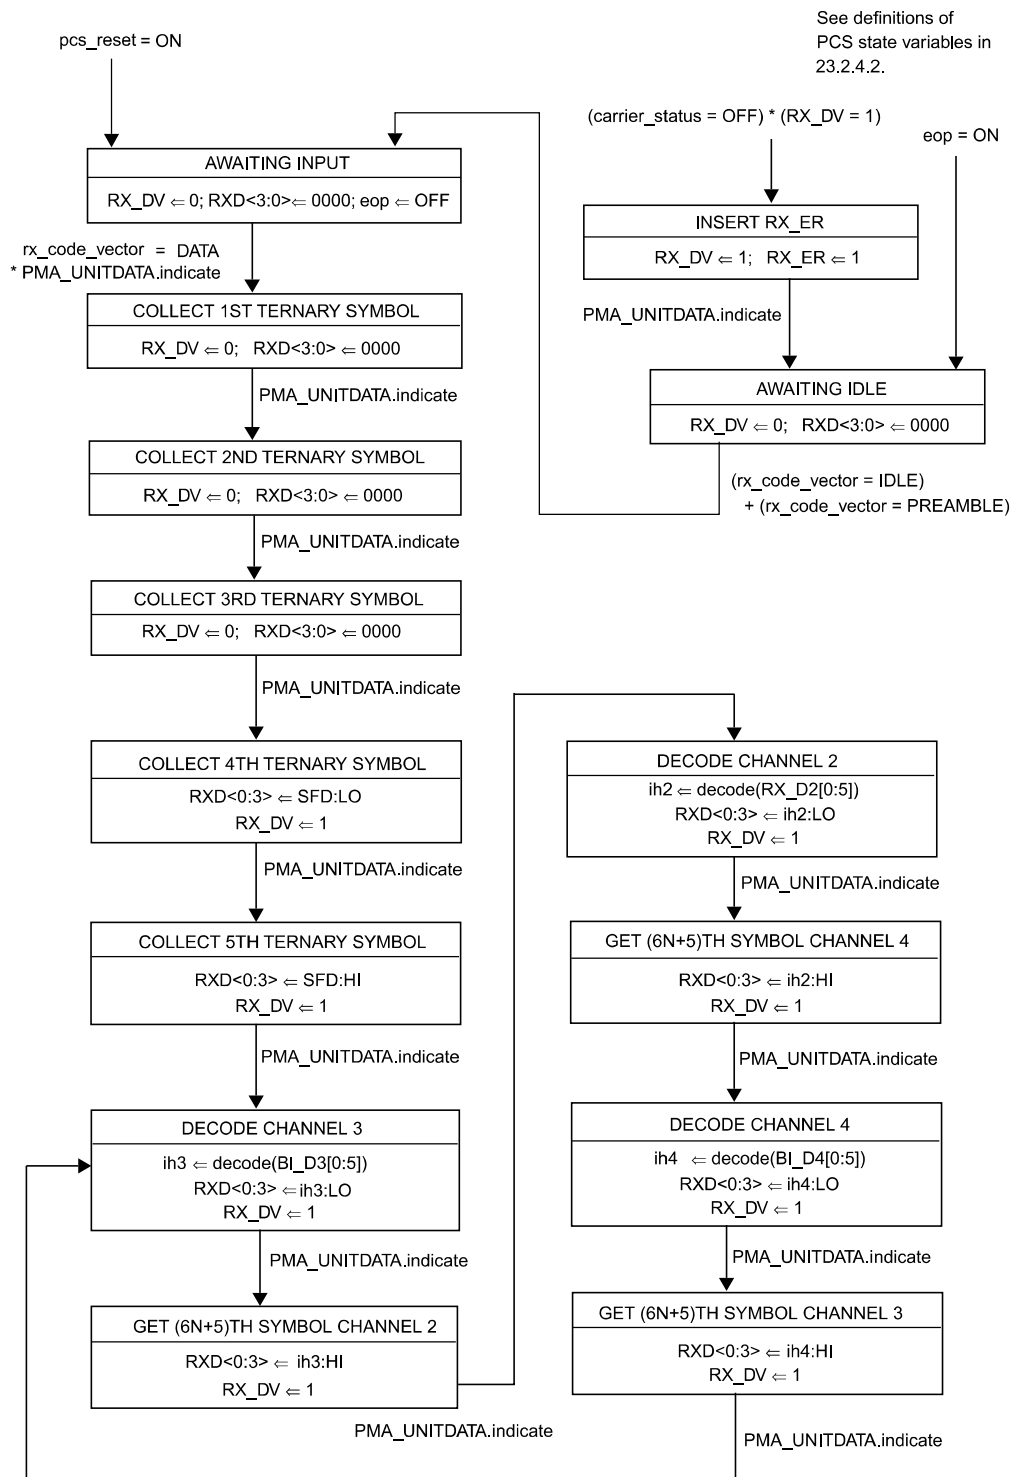 See definitions of
PCS state variables in
23.2.4.2.
pcs_reset = ON
(carrier_status = OFF) * (RX_DV = 1)
eop = ON
AWAITING INPUT
RX_DV ⇐ 0; RXD<3:0> ⇐ 0000; eop ⇐ OFF
rx_code_vector = DATA
* PMA_UNITDATA.indicate
INSERT RX_ER
RX_DV ⇐ 1; RX_ER ⇐ 1
PMA_UNITDATA.indicate
AWAITING IDLE
RX_DV ⇐ 0; RXD<3:0> ⇐ 0000
(rx_code_vector = IDLE)
+ (rx_code_vector = PREAMBLE)
COLLECT 1ST TERNARY SYMBOL
RX_DV ⇐ 0; RXD<3:0> ⇐ 0000
PMA_UNITDATA.indicate
COLLECT 2ND TERNARY SYMBOL
RX_DV ⇐ 0; RXD<3:0> ⇐ 0000
PMA_UNITDATA.indicate
COLLECT 3RD TERNARY SYMBOL
RX_DV ⇐ 0; RXD<3:0> ⇐ 0000
PMA_UNITDATA.indicate
COLLECT 4TH TERNARY SYMBOL
RXD<0:3> ⇐ SFD:LO
RX_DV ⇐ 1
PMA_UNITDATA.indicate
COLLECT 5TH TERNARY SYMBOL
RXD<0:3> ⇐ SFD:HI
RX_DV ⇐ 1
PMA_UNITDATA.indicate
DECODE CHANNEL 3
ih3 ⇐ decode(BI_D3[0:5])
RXD<0:3> ⇐ ih3:LO
RX_DV ⇐ 1
PMA_UNITDATA.indicate
GET (6N+5)TH SYMBOL CHANNEL 2
RXD<0:3> ⇐ ih3:HI
RX_DV ⇐ 1
PMA_UNITDATA.indicate
DECODE CHANNEL 2
ih2 ⇐ decode(RX_D2[0:5])
RXD<0:3> ⇐ ih2:LO
RX_DV ⇐ 1
PMA_UNITDATA.indicate
GET (6N+5)TH SYMBOL CHANNEL 4
RXD<0:3> ⇐ ih2:HI
RX_DV ⇐ 1
PMA_UNITDATA.indicate
DECODE CHANNEL 4
ih4 ⇐ decode(BI_D4[0:5])
RXD<0:3> ⇐ ih4:LO
RX_DV ⇐ 1
PMA_UNITDATA.indicate
GET (6N+5)TH SYMBOL CHANNEL 3
RXD<0:3> ⇐ ih4:HI
RX_DV ⇐ 1
PMA_UNITDATA.indicate